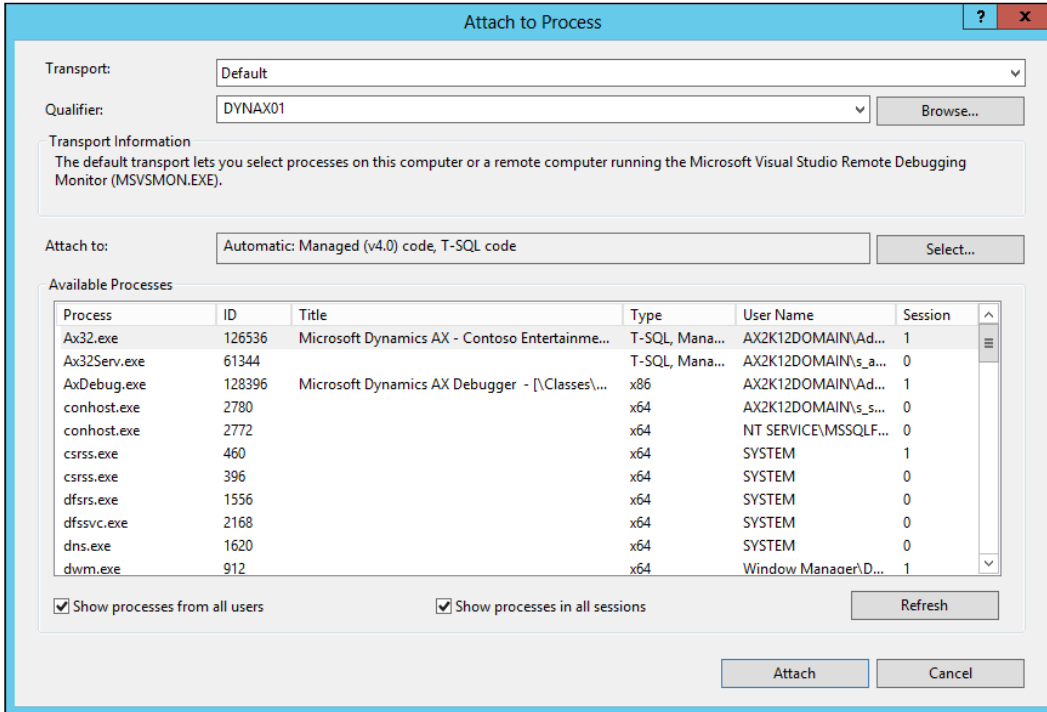 Attach to Process
? x
Transport: Default
Qualifier: DYNAX01 Browse...
Transport Information
The default transport lets you select processes on this computer or a remote computer running the Microsoft Visual Studio Remote Debugging
Monitor (MSVSMON.EXE).
Attach to: Automatic: Managed (v4.0) code, T-SQL code Select...
Available Processes
Process ID Title Type User Name Session
Ax32.exe 126536 Microsoft Dynamics AX - Contoso Entertainme... T-SQL, Mana... AX2K12DOMAIN\Ad... 1
Ax32Serv.exe 61344 T-SQL, Mana... AX2K12DOMAIN\s_a... 0
AxDebug.exe 128396 Microsoft Dynamics AX Debugger - [\Classes\... x86 AX2K12DOMAIN\Ad... 1
conhost.exe 2780 x64 AX2K12DOMAIN\s_s... 0
conhost.exe 2772 x64 NT SERVICE\MSSQLF... 0
csrss.exe 460 x64 SYSTEM 1
csrss.exe 396 x64 SYSTEM 0
dfsrs.exe 1556 x64 SYSTEM 0
dfssvc.exe 2168 x64 SYSTEM 0
dns.exe 1620 x64 SYSTEM 0
dwm.exe 912 x64 Window Manager\D... 1
Show processes from all users Show processes in all sessions Refresh
Attach Cancel